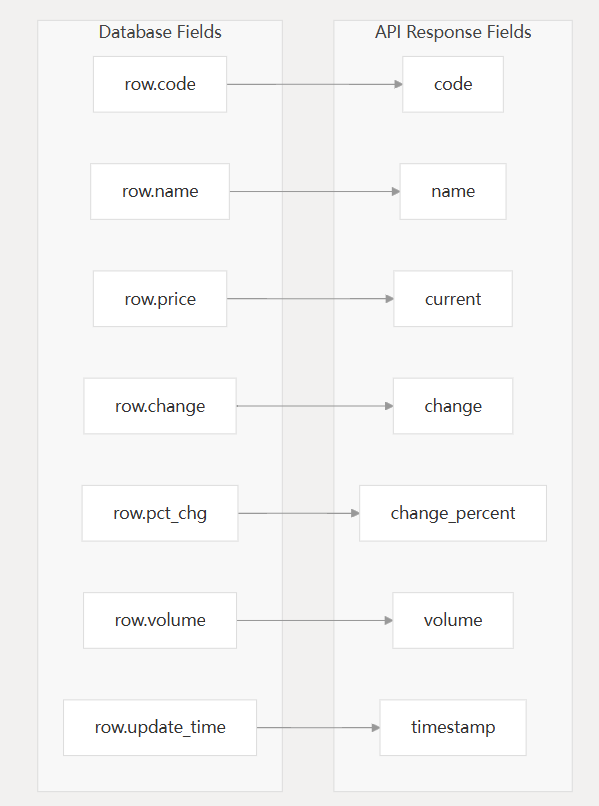 Database Fields
API Response Fields
row.code
code
row.name
name
row.price
current
row.change
change
row.pct_chg
change_percent
row.volume
volume
row.update_time
timestamp